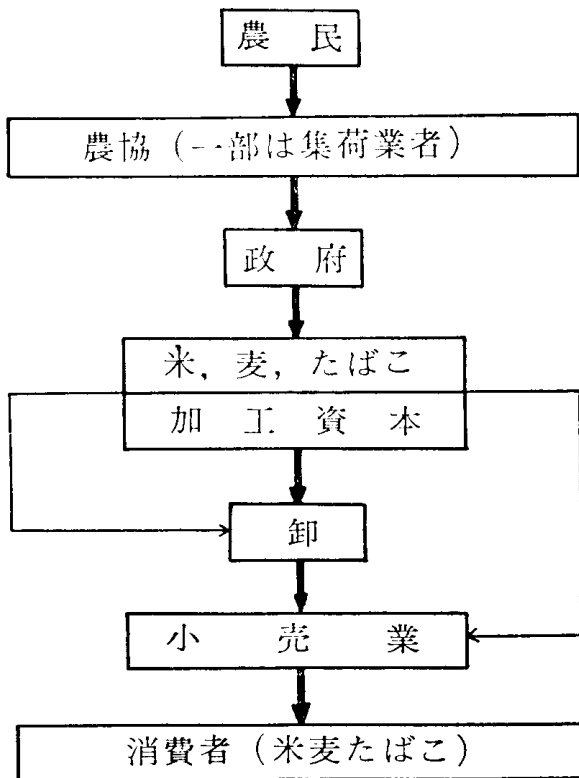 農民
農協（一部は集荷業者）
政府
米，麦，たばこ
加工資本
卸
小売業
消費者（米麦たばこ）